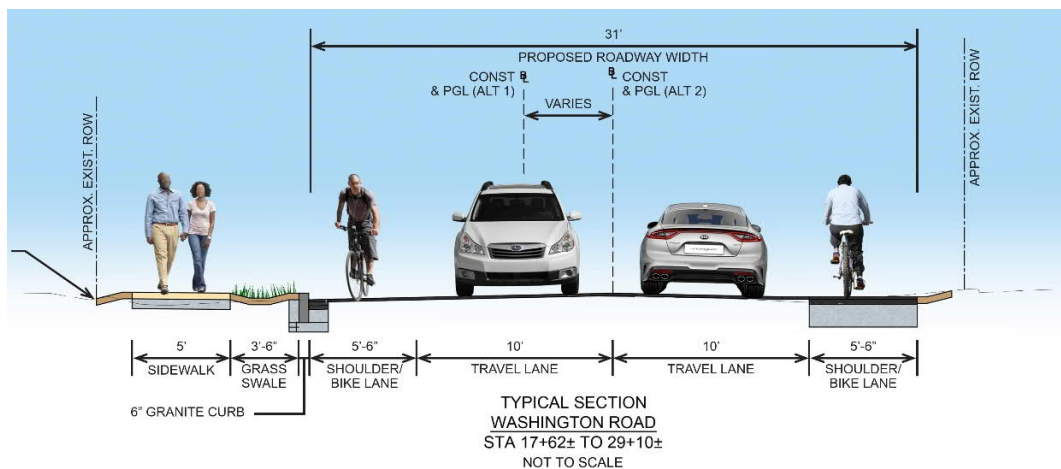 31'
PROPOSED ROADWAY WIDTH
CONST
& PGL (ALT 1)
CONST
& PGL (ALT 2)
VARIES
APPROX. EXIST. ROW
APPROX. EXIST. ROW
5'
SIDEWALK
3'-6"
GRASS
SWALE
5'-6"
SHOULDER/
BIKE LANE
10'
TRAVEL LANE
10'
TRAVEL LANE
5'-6"
SHOULDER/
BIKE LANE
6" GRANITE CURB
TYPICAL SECTION
WASHINGTON ROAD
STA 17+62± TO 29+10±
NOT TO SCALE